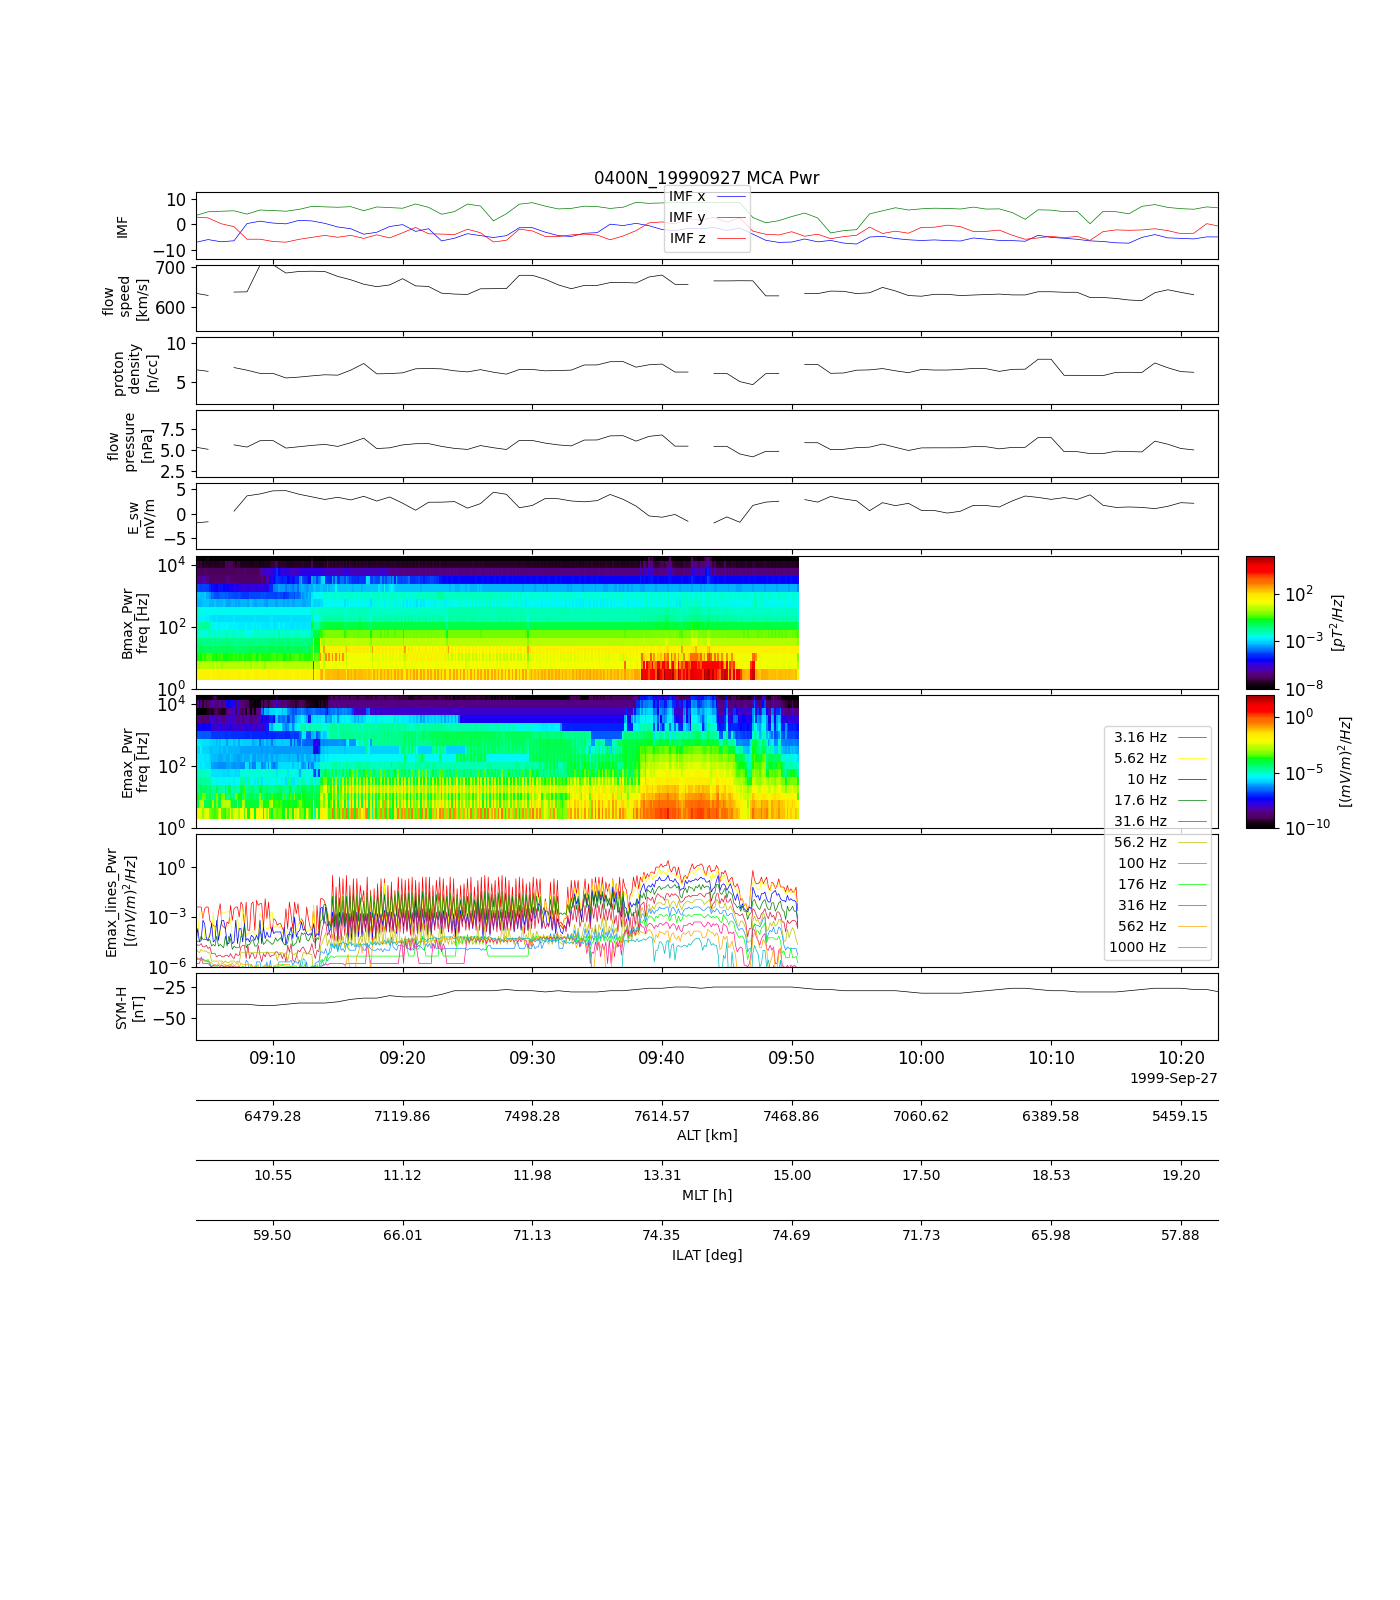 0400N_19990927 MCA Pwr
IMF
10
0
−10
IMF x
IMF y
IMF z
flow
speed
[km/s]
700
600
proton
density
[n/cc]
10
5
flow
pressure
[nPa]
7.5
5.0
2.5
E_sw
mV/m
5
0
−5
Bmax_Pwr
freq [Hz]
10^4
10^2
10^0
10^2
10^−3
10^−8
[pT^2/Hz]
Emax_Pwr
freq [Hz]
10^4
10^2
10^0
10^0
10^−5
10^−10
[(mV/m)^2/Hz]
3.16 Hz
5.62 Hz
10 Hz
17.6 Hz
31.6 Hz
56.2 Hz
100 Hz
176 Hz
316 Hz
562 Hz
1000 Hz
Emax_lines_Pwr
[(mV/m)^2/Hz]
10^0
10^−3
10^−6
SYM-H
[nT]
−25
−50
09:10 09:20 09:30 09:40 09:50 10:00 10:10 10:20
1999-Sep-27
6479.28 7119.86 7498.28 7614.57 7468.86 7060.62 6389.58 5459.15
ALT [km]
10.55 11.12 11.98 13.31 15.00 17.50 18.53 19.20
MLT [h]
59.50 66.01 71.13 74.35 74.69 71.73 65.98 57.88
ILAT [deg]